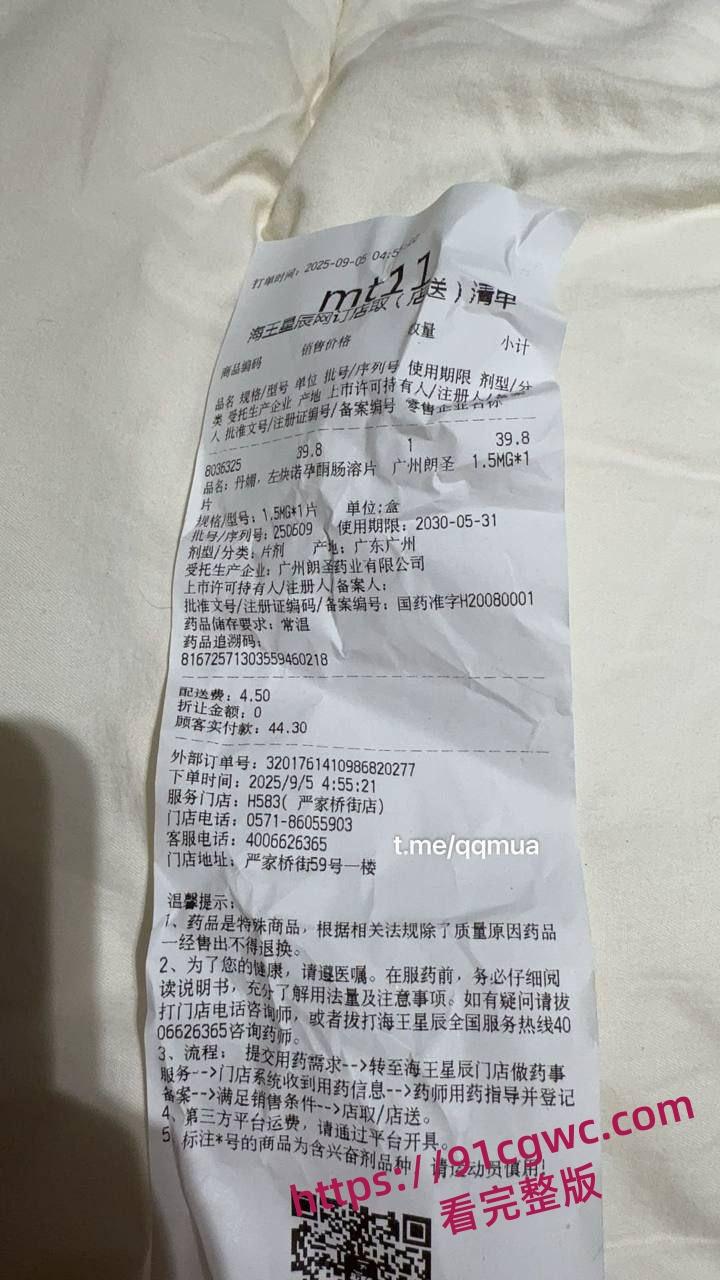 打单时间: 2025-09-05 04:5
mt11
海王星辰网订店取(店送)清单
商品编码 销售价格 数量 小计
品名 规格/型号 单位 批号/序列号 使用期限 剂型/分
类 受托生产企业 产地 上市许可持有人/注册人/备案
人 批准文号/注册证编号/备案编号 零售企业名称
8036325 39.8 1 39.8
品名: 丹媚, 左炔诺孕酮肠溶片 广州朗圣 1.5MG*1
片
规格/型号: 1.5MG*1片 单位:盒
批号/序列号: 250609 使用期限: 2030-05-31
剂型/分类: 片剂 产地: 广东广州
受托生产企业: 广州朗圣药业有限公司
上市许可持有人/注册人/备案人:
批准文号/注册证编码/备案编号: 国药准字H20080001
药品储存要求: 常温
药品追溯码:
81672571303559460218
配送费: 4.50
折让金额: 0
顾客实付款: 44.30
外部订单号: 3201761410986820277
下单时间: 2025/9/5 4:55:21
服务门店: H583( 严家桥街店)
门店电话: 0571-86055903
客服电话: 4006626365
门店地址: 严家桥街59号一楼
t.me/qqmua
温馨提示:
1、药品是特殊商品, 根据相关法规除了质量原因药品
一经售出不得退换。
2、为了您的健康, 请遵医嘱。在服药前, 务必仔细阅
读说明书, 充分了解用法量及注意事项。如有疑问请拔
打门店电话咨询师, 或者拔打海王星辰全国服务热线40
06626365咨询药师。
3、流程: 提交用药需求-->转至海王星辰门店做药事
服务-->门店系统收到用药信息-->药师用药指导并登记
备案-->满足销售条件-->店取/店送。
4、第三方平台运费, 请通过平台开具。
5、标注*号的商品为含兴奋剂品种, 请运动员慎用!
https://91cgwc.com
看完整版